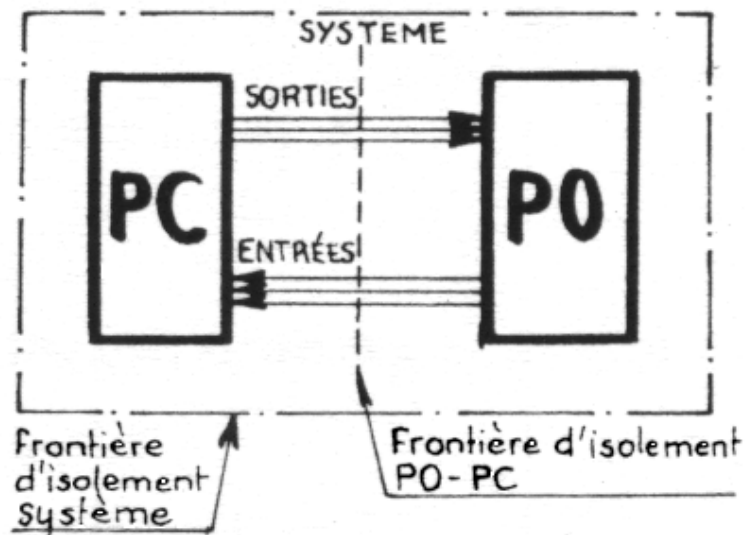 SYSTEME
SORTIES
PC
PO
ENTRÉES
Frontière
d'isolement
Système
Frontière d'isolement
PO-PC